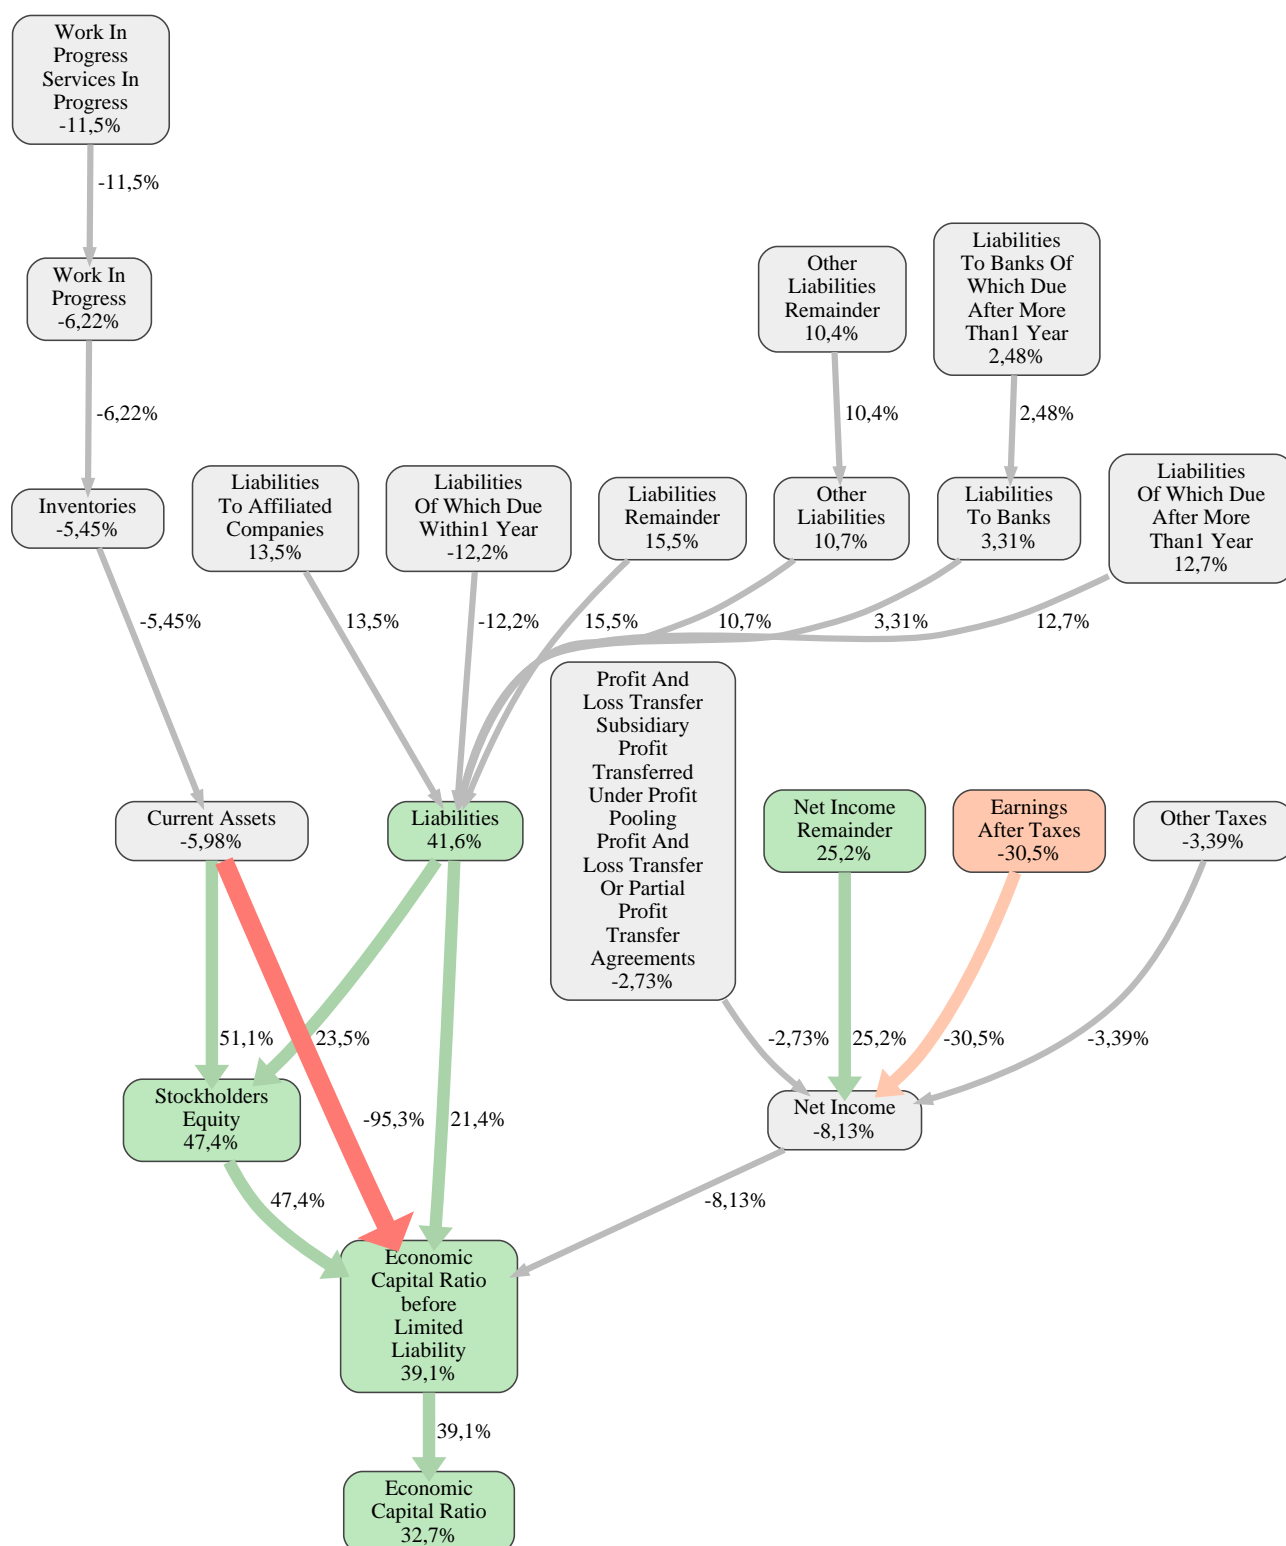 Work In
Progress
Services In
Progress
-11,5%
-11,5%
Work In
Progress
-6,22%
Other
Liabilities
Remainder
10,4%
Liabilities
To Banks Of
Which Due
After More
Than1 Year
2,48%
-6,22%
10,4%
2,48%
Inventories
-5,45%
Liabilities
To Affiliated
Companies
13,5%
Liabilities
Of Which Due
Within1 Year
-12,2%
Liabilities
Remainder
15,5%
Other
Liabilities
10,7%
Liabilities
To Banks
3,31%
Liabilities
Of Which Due
After More
Than1 Year
12,7%
-5,45%
13,5%
-12,2%
15,5%
10,7%
3,31%
12,7%
Profit And
Loss Transfer
Subsidiary
Profit
Transferred
Under Profit
Pooling
Profit And
Loss Transfer
Or Partial
Profit
Transfer
Agreements
-2,73%
Current Assets
-5,98%
Liabilities
41,6%
Net Income
Remainder
25,2%
Earnings
After Taxes
-30,5%
Other Taxes
-3,39%
51,1%
23,5%
-2,73%
25,2%
-30,5%
-3,39%
Stockholders
Equity
47,4%
-95,3%
21,4%
Net Income
-8,13%
47,4%
-8,13%
Economic
Capital Ratio
before
Limited
Liability
39,1%
39,1%
Economic
Capital Ratio
32,7%